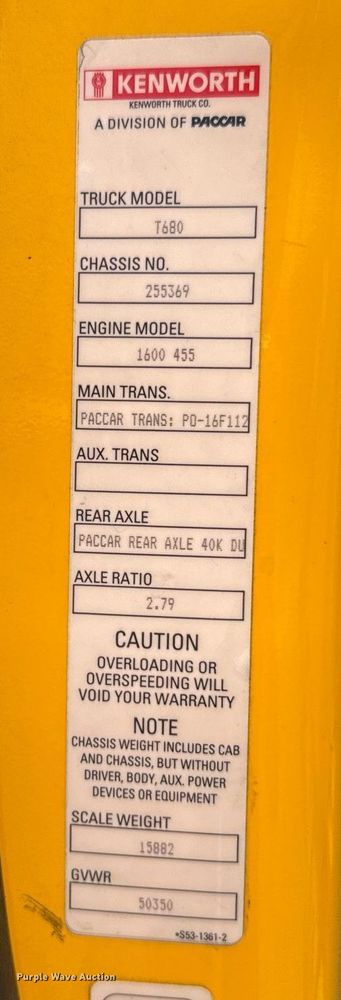 KENWORTH
KENWORTH TRUCK CO.
A DIVISION OF PACCAR
TRUCK MODEL
T680
CHASSIS NO.
255369
ENGINE MODEL
1600 455
MAIN TRANS.
PACCAR TRANS: PO-16F112
AUX. TRANS
REAR AXLE
PACCAR REAR AXLE 40K DU
AXLE RATIO
2.79
CAUTION
OVERLOADING OR
OVERSPEEDING WILL
VOID YOUR WARRANTY
NOTE
CHASSIS WEIGHT INCLUDES CAB
AND CHASSIS, BUT WITHOUT
DRIVER, BODY, AUX. POWER
DEVICES OR EQUIPMENT
SCALE WEIGHT
15882
GVWR
50350
*S53-1361-2
Purple Wave Auction